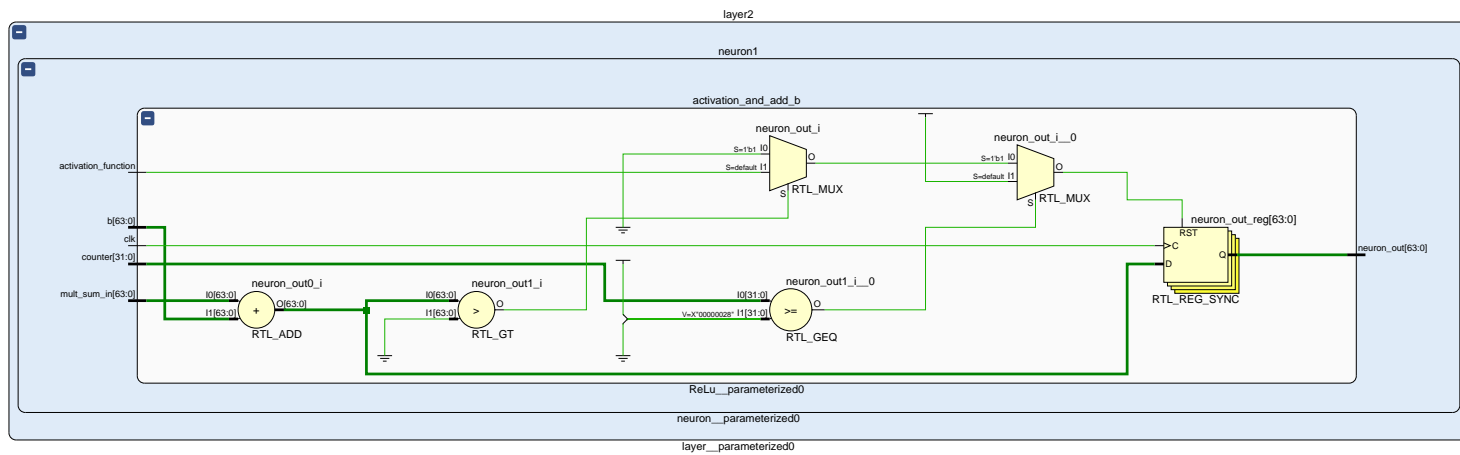 layer2
neuron1
activation_and_add_b
neuron_out_i
neuron_out_i__0
S=1'b1 I0
S=default I1
O
S
RTL_MUX
S=1'b1 I0
S=default I1
O
S
RTL_MUX
activation_function
b[63:0]
clk
counter[31:0]
mult_sum_in[63:0]
neuron_out0_i
I0[63:0]
I1[63:0]
+
O[63:0]
RTL_ADD
neuron_out1_i
I0[63:0]
I1[63:0]
>
O
RTL_GT
neuron_out1_i__0
I0[31:0]
V=X"00000028" I1[31:0]
>=
O
RTL_GEQ
neuron_out_reg[63:0]
RST
C
D
Q
RTL_REG_SYNC
neuron_out[63:0]
ReLu__parameterized0
neuron__parameterized0
layer__parameterized0